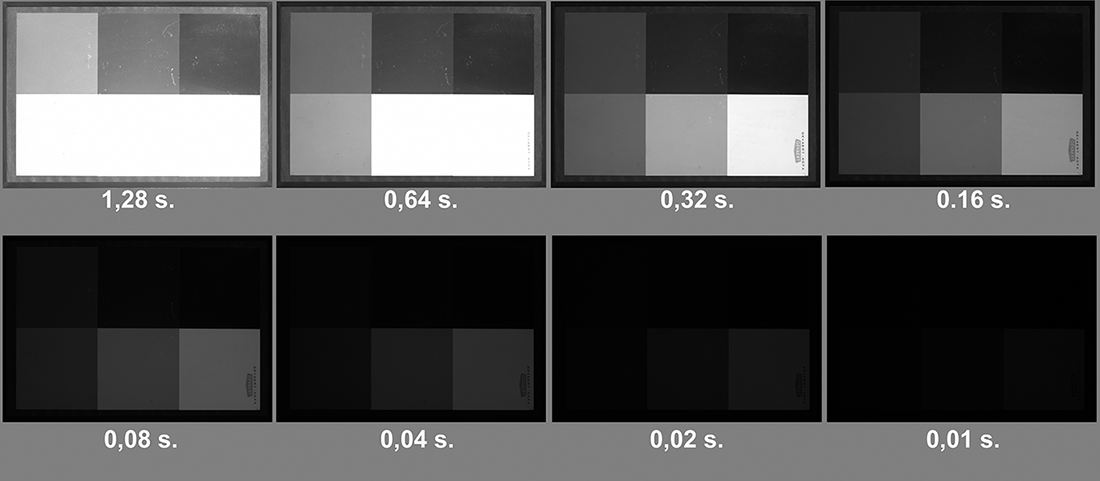 1,28 s.
0,64 s.
0,32 s.
0.16 s.
0,08 s.
0,04 s.
0,02 s.
0,01 s.